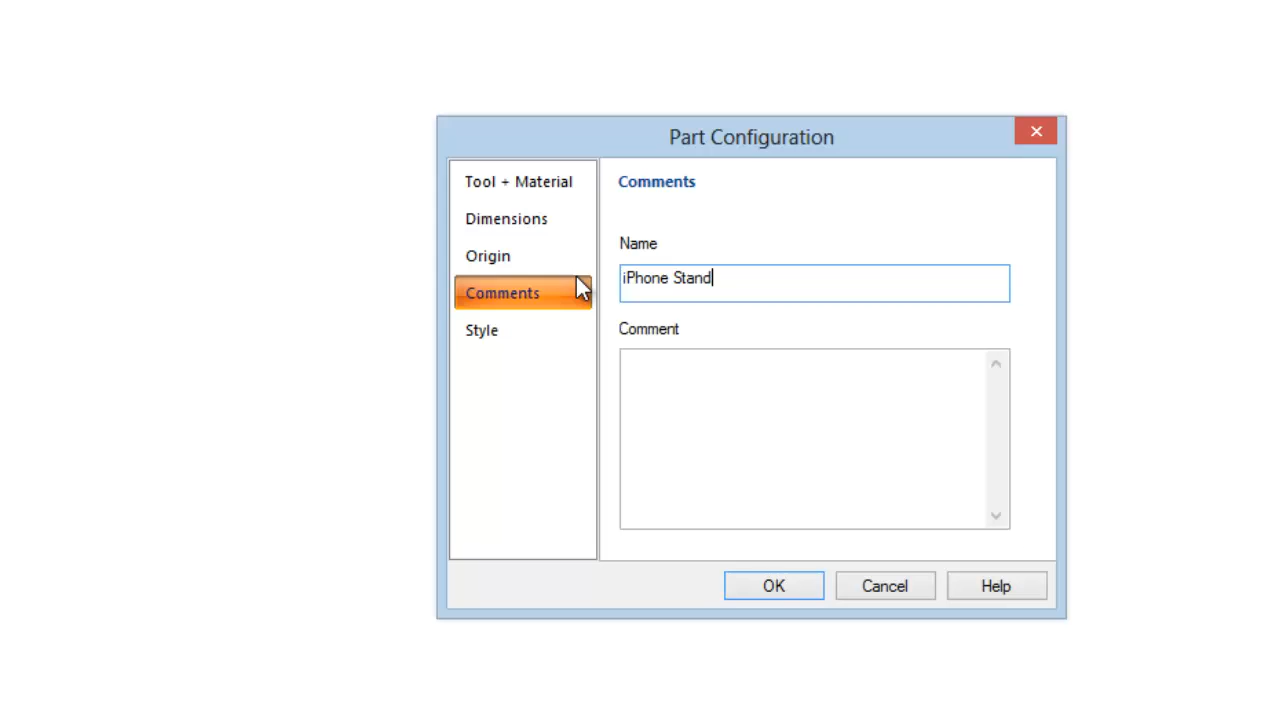 Part Configuration
Tool + Material
Dimensions
Origin
Comments
Style
Comments
Name
iPhone Stand
Comment
OK
Cancel
Help